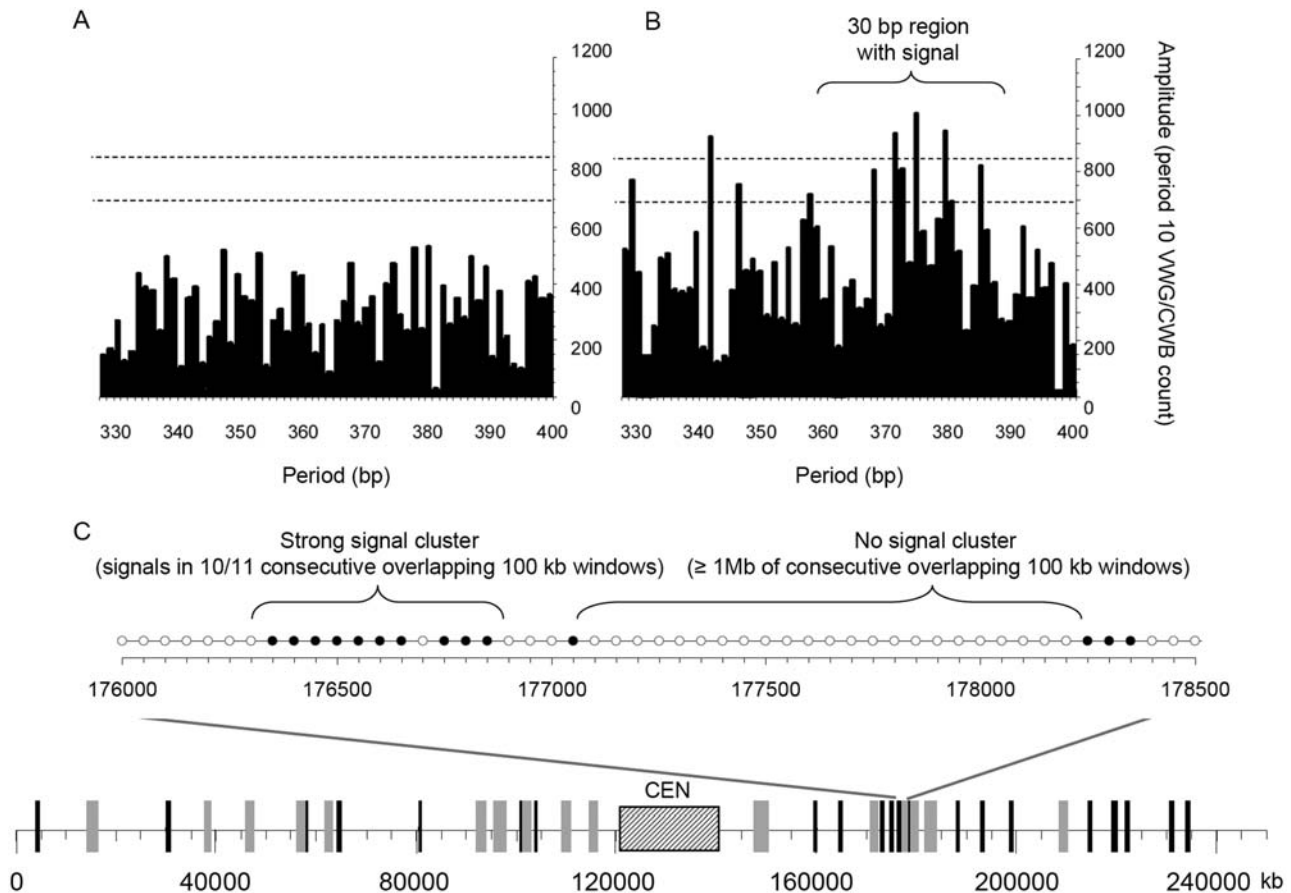 A
1200
1000
800
600
400
200
0
330 340 350 360 370 380 390 400
Period (bp)
B
30 bp region
with signal
1200
1000
800
600
400
200
0
330 340 350 360 370 380 390 400
Period (bp)
Amplitude (period 10 VWG/CWB count)
C
Strong signal cluster
(signals in 10/11 consecutive overlapping 100 kb windows)
No signal cluster
(≥ 1Mb of consecutive overlapping 100 kb windows)
176000 176500 177000 177500 178000 178500
CEN
0 40000 80000 120000 160000 200000 240000 kb